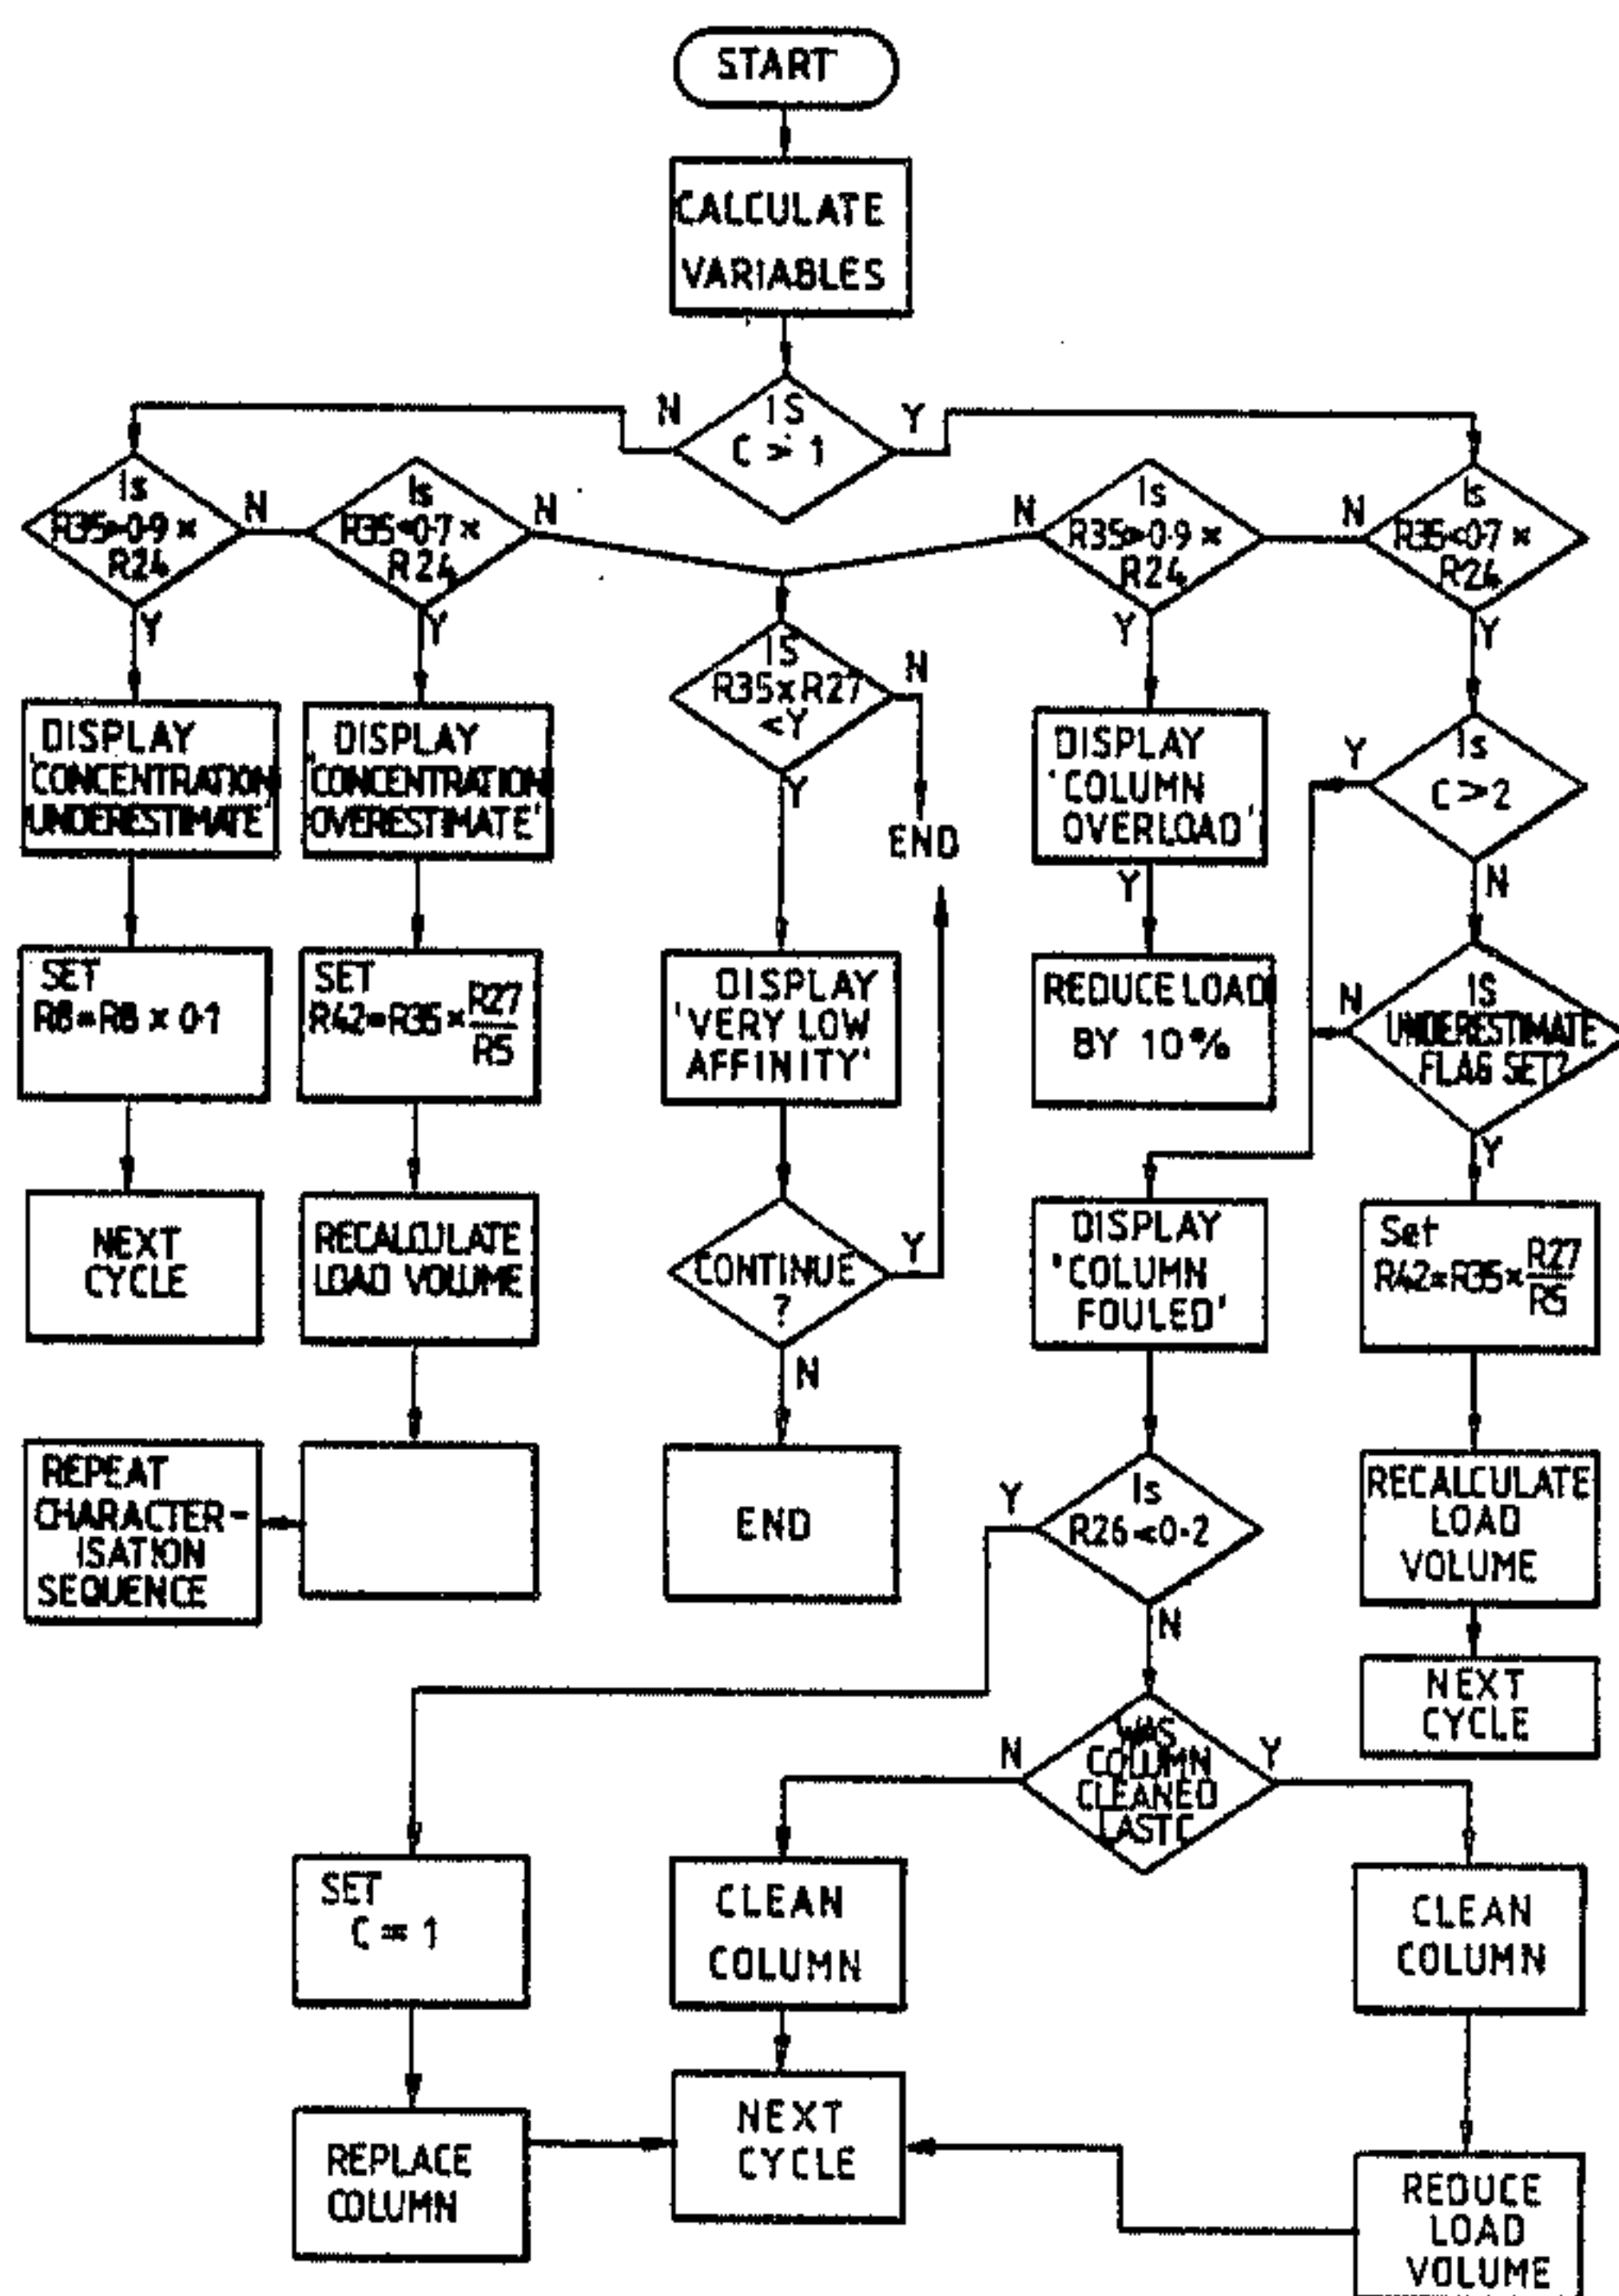 START
CALCULATE
VARIABLES
IS
C > 1
N
Y
Is
R35>0.9 ×
R24
N
Y
Is
R35<0.7 ×
R24
N
Y
Is
R35>0.9 ×
R24
N
Y
Is
R35<0.7 ×
R24
N
Y
IS
R35×R27
<Y
N
Y
END
DISPLAY
'CONCENTRATION
UNDERESTIMATE'
DISPLAY
'CONCENTRATION
OVERESTIMATE'
DISPLAY
'COLUMN
OVERLOAD'
Y
Is
C > 2
Y
N
SET
R8=R8 × 0.1
SET
R42=R35 × R27
R5
DISPLAY
'VERY LOW
AFFINITY'
REDUCE LOAD
BY 10 %
IS
UNDERESTIMATE
FLAG SET?
N
Y
NEXT
CYCLE
RECALCULATE
LOAD VOLUME
CONTINUE
?
Y
N
DISPLAY
'COLUMN
FOULED'
Set
R42=R35 × R27
R5
REPEAT
CHARACTER-
ISATION
SEQUENCE
END
Is
R26<0.2
Y
N
RECALCULATE
LOAD
VOLUME
NEXT
CYCLE
WAS
COLUMN
CLEANED
LASTC
N
Y
SET
C = 1
CLEAN
COLUMN
CLEAN
COLUMN
REPLACE
COLUMN
NEXT
CYCLE
REDUCE
LOAD
VOLUME